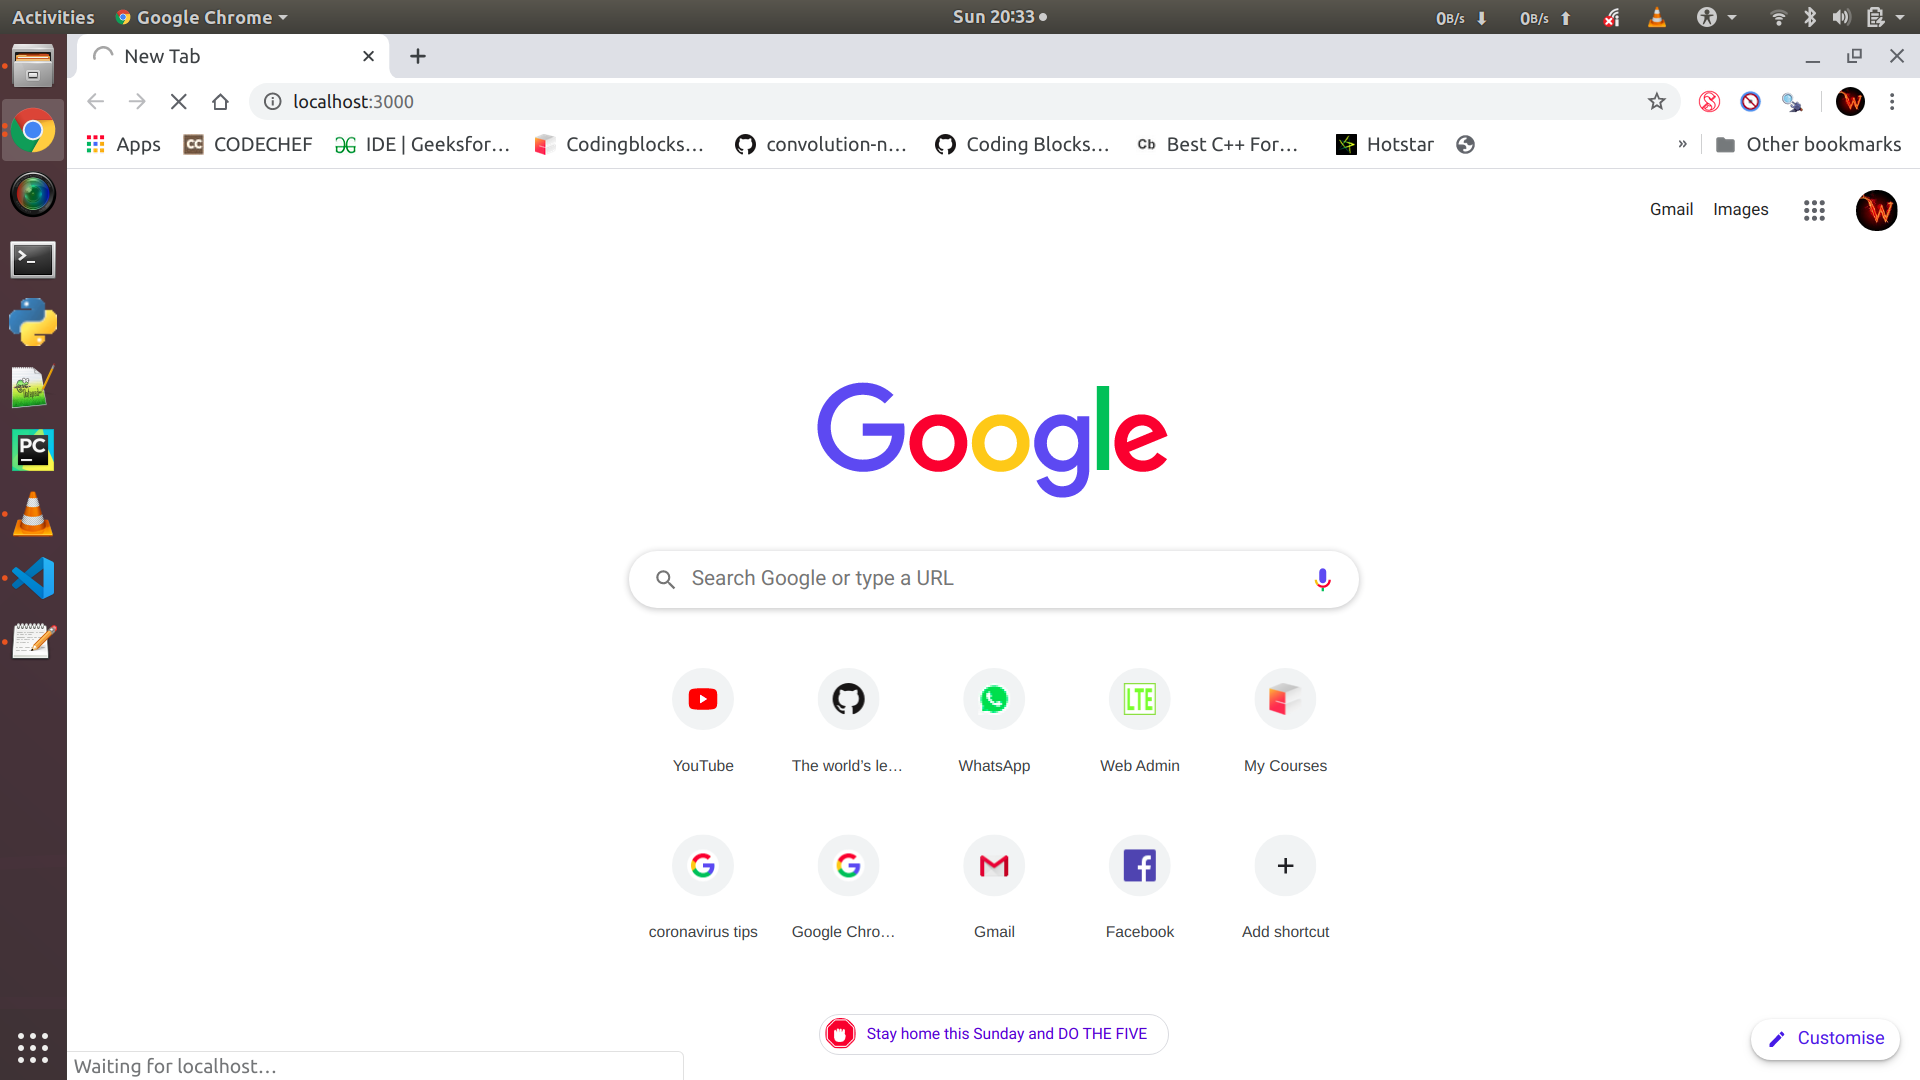 Activities Google Chrome Sun 20:33 0B/s 0B/s
New Tab
localhost:3000
Apps CODECHEF IDE | Geeksfor... Codingblocks... convolution-n... Coding Blocks... Cb Best C++ For... Hotstar » Other bookmarks
Gmail Images
Google
Search Google or type a URL
LTE
YouTube The world's le... WhatsApp Web Admin My Courses
coronavirus tips Google Chro... Gmail Facebook Add shortcut
Stay home this Sunday and DO THE FIVE
Customise
Waiting for localhost...
PC